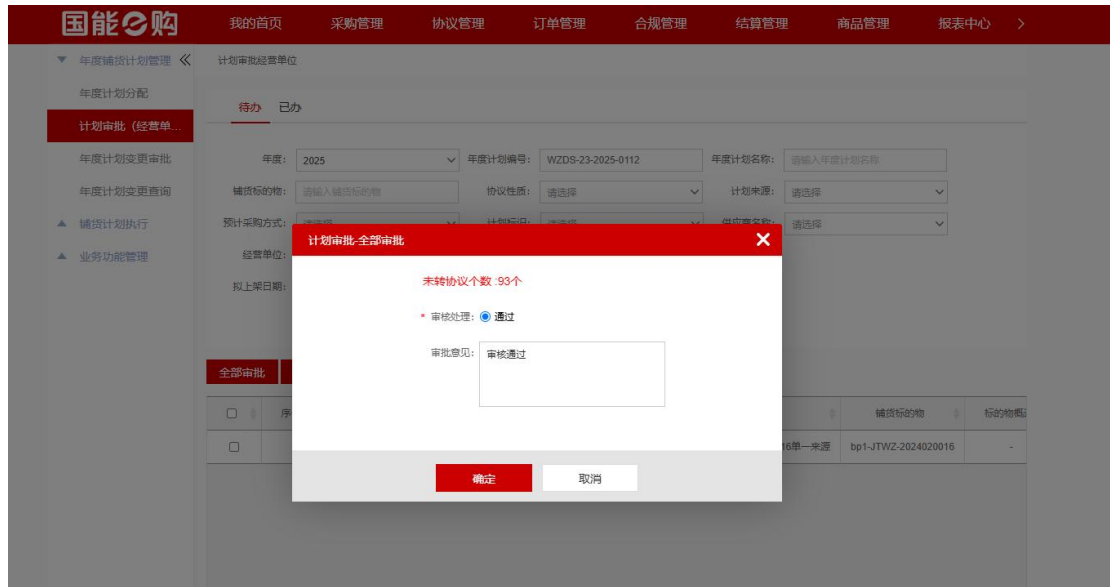 国能e购 我的首页 采购管理 协议管理 订单管理 合规管理 结算管理 商品管理 报表中心
年度铺货计划管理 计划审批经营单位
年度计划分配
待办 已办
计划审批（经营单...
年度计划变更审批 年度： 2025 年度计划编号： WZDS-23-2025-0112 年度计划名称： 请输入年度计划名称
年度计划变更查询 铺货标的物： 请输入铺货标的物 协议性质： 请选择 计划来源： 请选择
铺货计划执行 预计采购方式： 请选择 计划标识： 请选择 供应商名称： 请选择
计划审批-全部审批
业务功能管理 经营单位：
拟上架日期：
未转协议个数 :93个
* 审核处理： 通过
审批意见： 审核通过
全部审批
序 铺货标的物 标的物概
16单一来源 bp1-JTWZ-2024020016 -
确定 取消